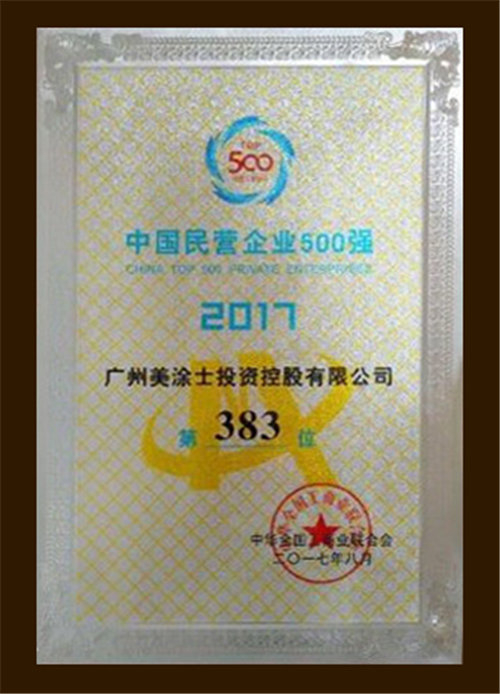 TOP
500
中国民营企业500强
CHINA TOP 500 PRIVATE ENTERPRISES
2017
广州美涂士投资控股有限公司
第 383 位
中华全国工商业联合会
二〇一七年八月